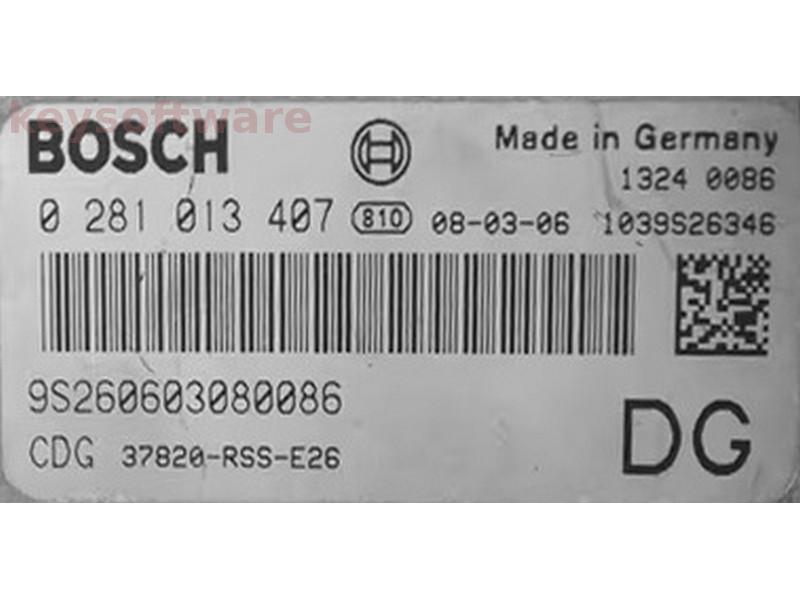 keysoftware
BOSCH
Made in Germany
1324 0086
0 281 013 407 810 08-03-06 1039S26346
9S260603080086
CDG 37820-RSS-E26
DG